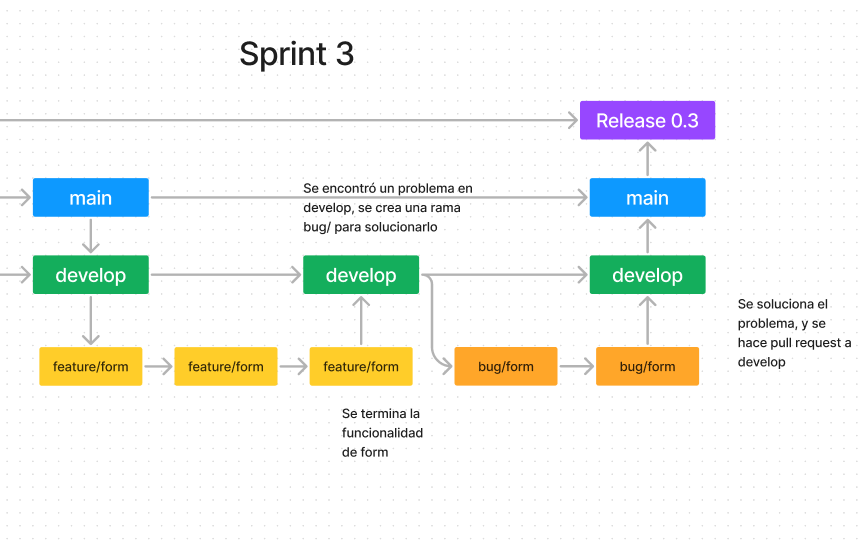 Sprint 3
Release 0.3
main
Se encontró un problema en
develop, se crea una rama
bug/ para solucionarlo
main
develop
develop
develop
Se soluciona el
problema, y se
hace pull request a
develop
feature/form
feature/form
feature/form
bug/form
bug/form
Se termina la
funcionalidad
de form